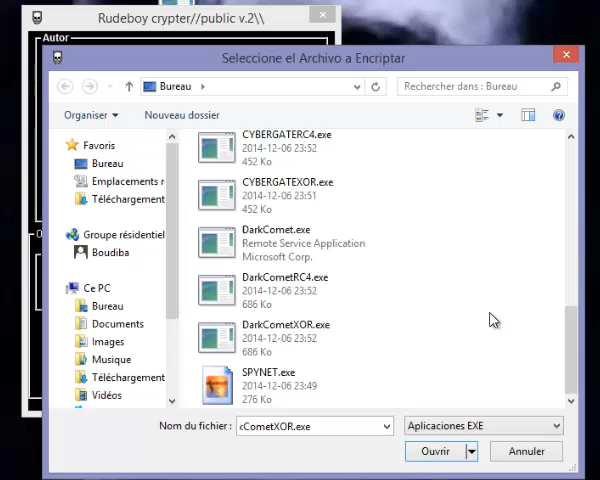 Rudeboy crypter//public v.2\\
Autor
Seleccione el Archivo a Encriptar
Bureau
Rechercher dans : Bureau
Organiser
Nouveau dossier
Favoris
Bureau
Emplacements r
Téléchargement
Groupe résidentiel
Boudiba
Ce PC
Bureau
Documents
Images
Musique
Téléchargement
Vidéos
CYBERGATERC4.exe
2014-12-06 23:52
452 Ko
CYBERGATEXOR.exe
2014-12-06 23:51
452 Ko
DarkComet.exe
Remote Service Application
Microsoft Corp.
DarkCometRC4.exe
2014-12-06 23:52
686 Ko
DarkCometXOR.exe
2014-12-06 23:52
686 Ko
SPYNET.exe
2014-12-06 23:49
276 Ko
Nom du fichier :
cCometXOR.exe
Aplicaciones EXE
Ouvrir
Annuler